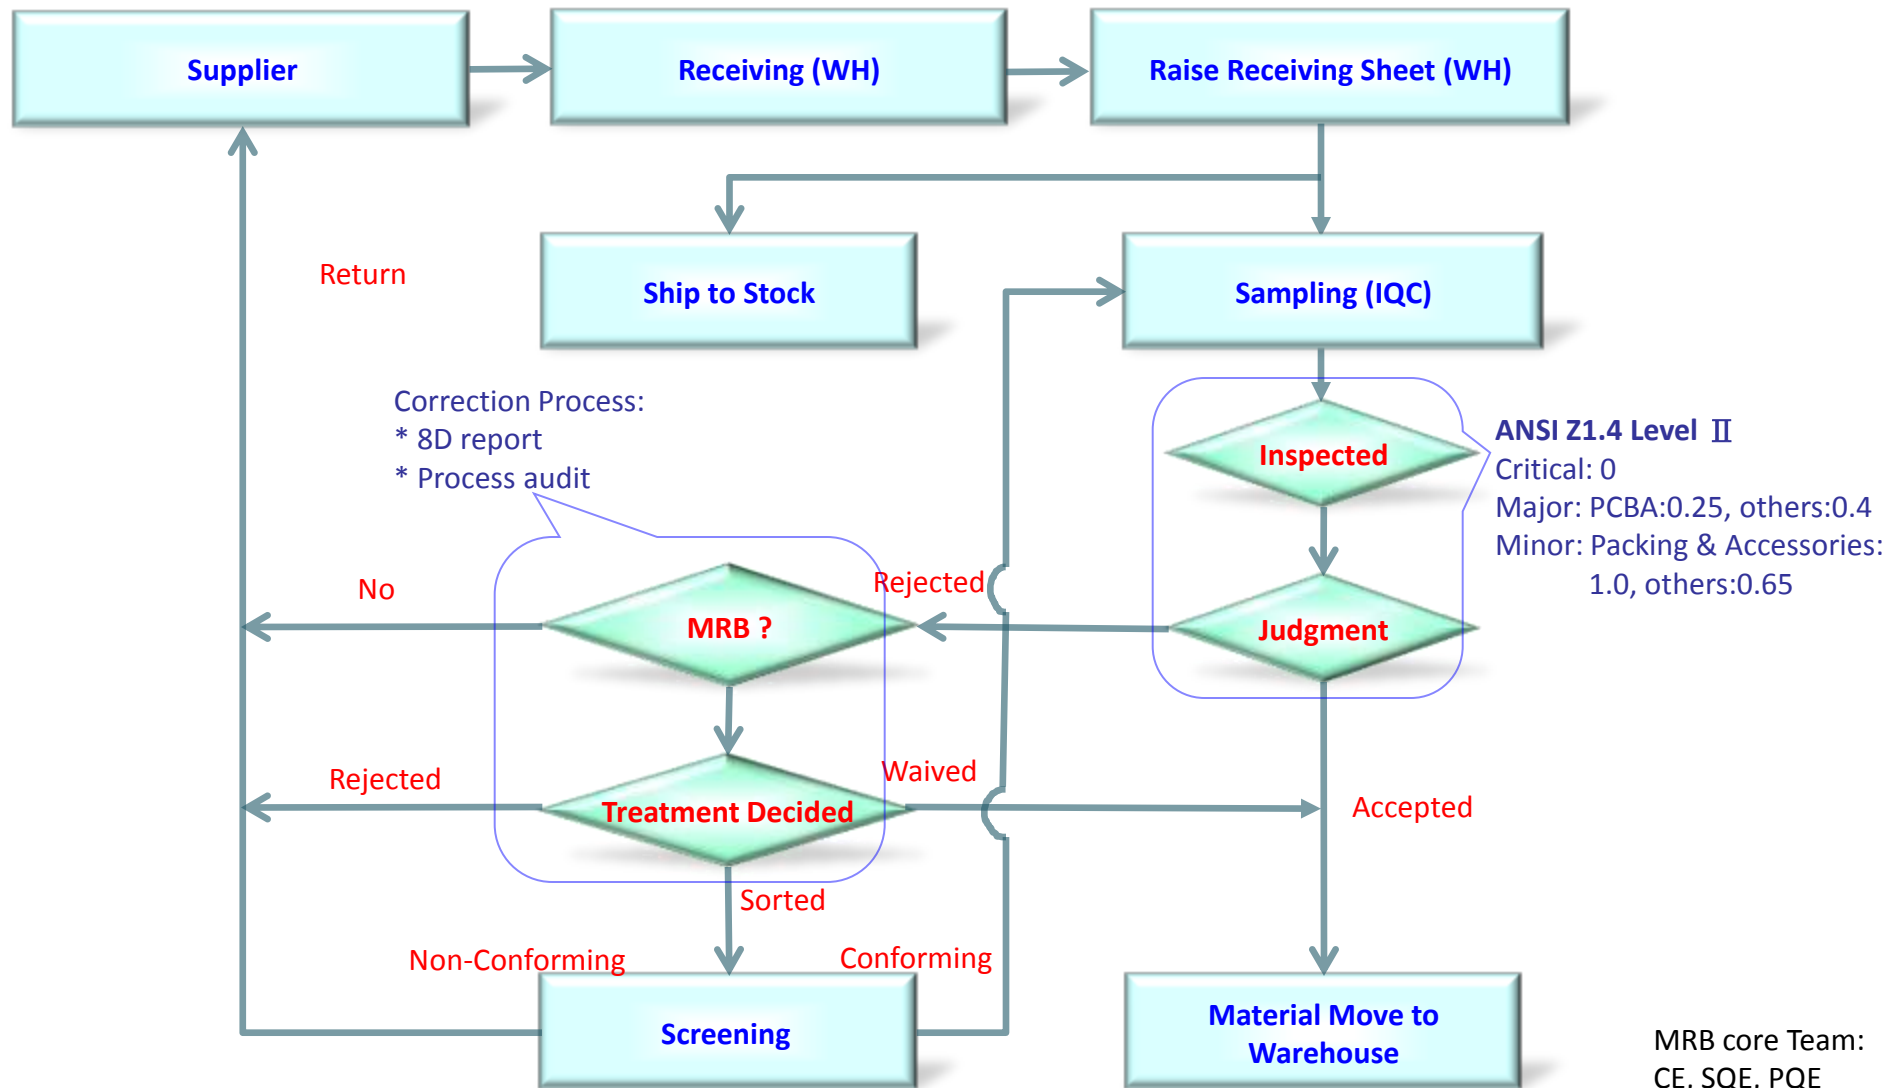 Supplier
Receiving (WH)
Raise Receiving Sheet (WH)
Return
Ship to Stock
Sampling (IQC)
Correction Process:
* 8D report
* Process audit
Inspected
ANSI Z1.4 Level Ⅱ
Critical: 0
Major: PCBA:0.25, others:0.4
Minor: Packing & Accessories:
1.0, others:0.65
No
MRB ?
Rejected
Judgment
Rejected
Treatment Decided
Waived
Accepted
Sorted
Non-Conforming
Conforming
Screening
Material Move to
Warehouse
MRB core Team:
CE, SQE, PQE